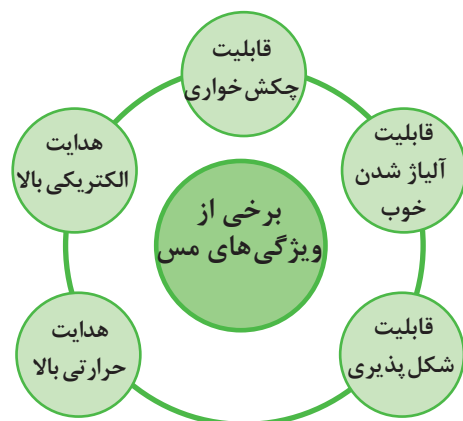 برخی از
ویژگی‌های مس
قابلیت
چکش‌خواری
قابلیت
آلیاژ شدن
خوب
قابلیت
شکل‌پذیری
هدایت
حرارتی بالا
هدایت
الکتریکی بالا